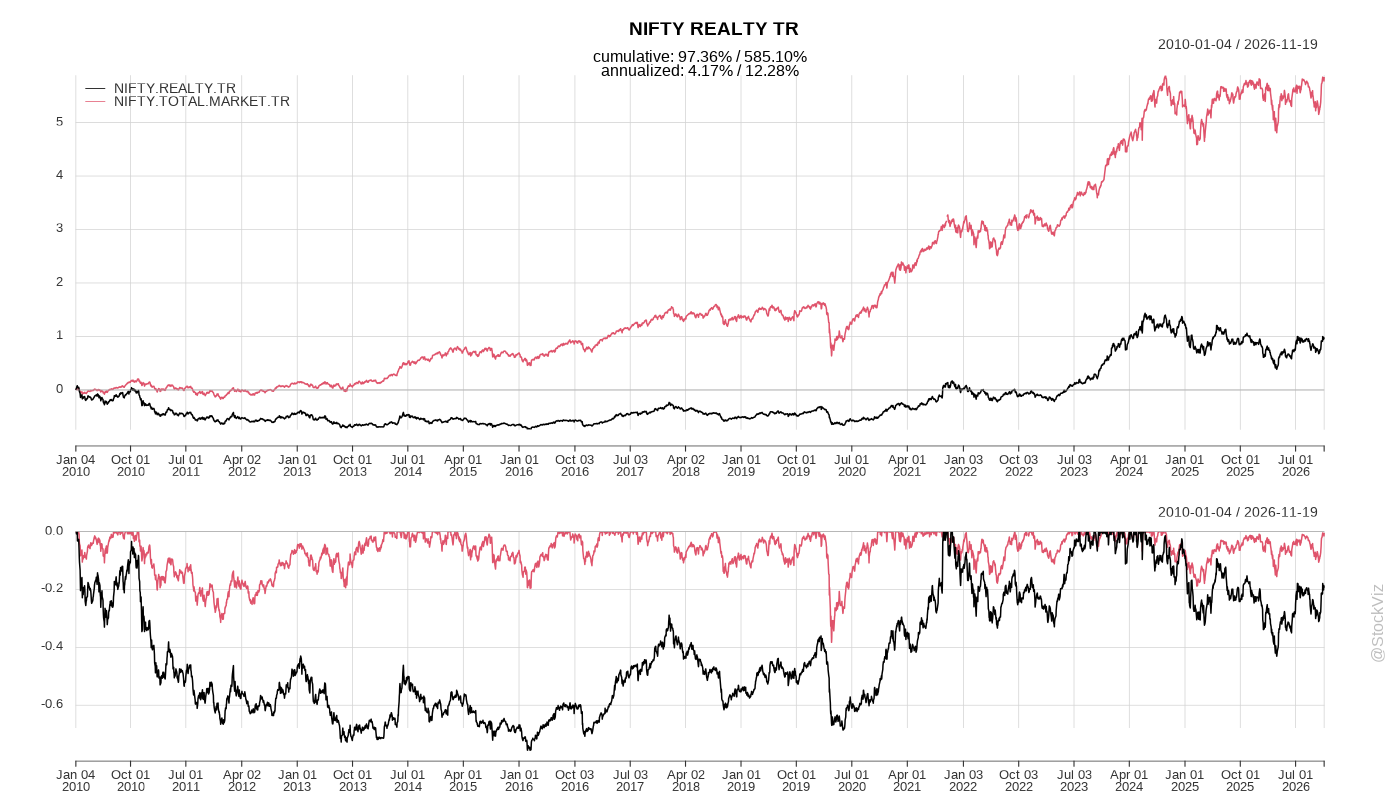 NIFTY REALTY TR
2010-01-04 / 2026-11-19
cumulative: 97.36% / 585.10%
annualized: 4.17% / 12.28%
NIFTY.REALTY.TR
NIFTY.TOTAL.MARKET.TR
5
4
3
2
1
0
Jan 04 Oct 01 Jul 01 Apr 02 Jan 01 Oct 01 Jul 01 Apr 01 Jan 01 Oct 03 Jul 03 Apr 02 Jan 01 Oct 01 Jul 01 Apr 01 Jan 03 Oct 03 Jul 03 Apr 01 Jan 01 Oct 01 Jul 01
2010 2010 2011 2012 2013 2013 2014 2015 2016 2016 2017 2018 2019 2019 2020 2021 2022 2022 2023 2024 2025 2025 2026
2010-01-04 / 2026-11-19
0.0
-0.2
-0.4
-0.6
Jan 04 Oct 01 Jul 01 Apr 02 Jan 01 Oct 01 Jul 01 Apr 01 Jan 01 Oct 03 Jul 03 Apr 02 Jan 01 Oct 01 Jul 01 Apr 01 Jan 03 Oct 03 Jul 03 Apr 01 Jan 01 Oct 01 Jul 01
2010 2010 2011 2012 2013 2013 2014 2015 2016 2016 2017 2018 2019 2019 2020 2021 2022 2022 2023 2024 2025 2025 2026
@StockViz